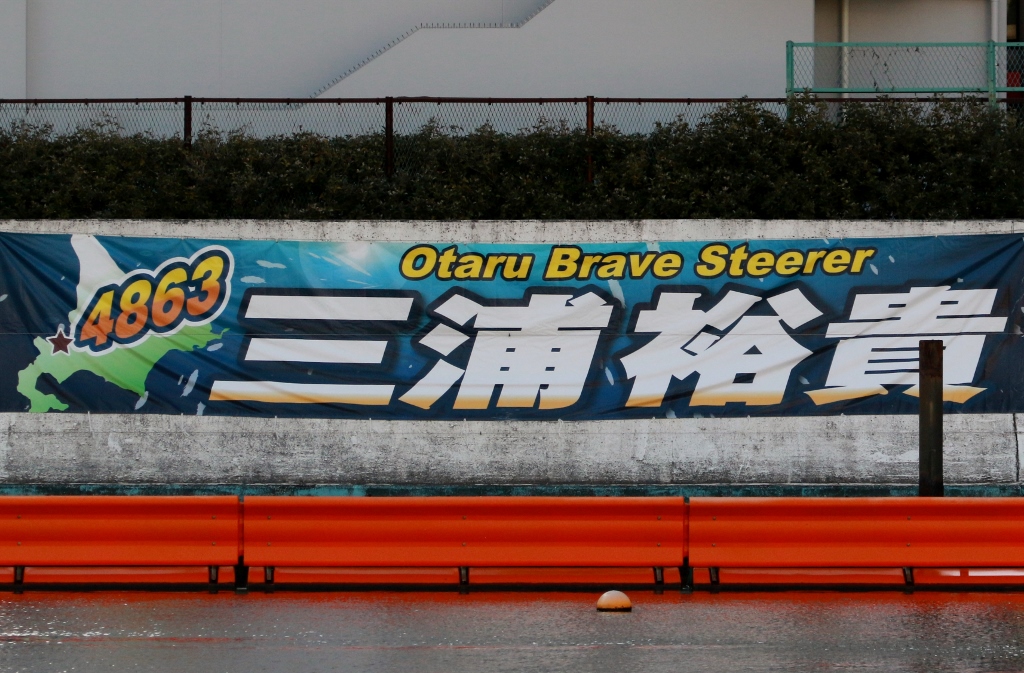 Otaru Brave Steerer
4863
三浦裕貴